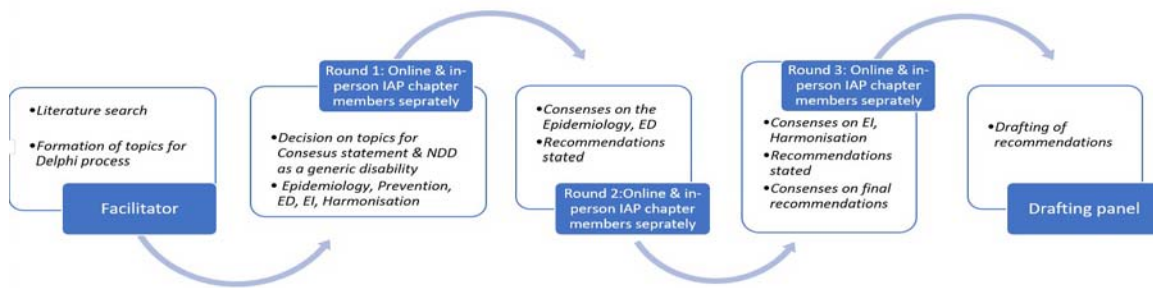 •Literature search
•Formation of topics for
Delphi process
Facilitator
Round 1: Online & in-
person IAP chapter
members seprately
•Decision on topics for
Consesus statement & NDD
as a generic disability
• Epidemiology, Prevention,
ED, EI, Harmonisation
•Consenses on the
Epidemiology, ED
•Recommendations
stated
Round 2:Online & in-
person IAP chapter
members seprately
Round 3: Online & in-
person IAP chapter
members seprately
•Consenses on EI,
Harmonisation
•Recommendations
stated
•Consenses on final
recommendations
•Drafting of
recommendations
Drafting panel